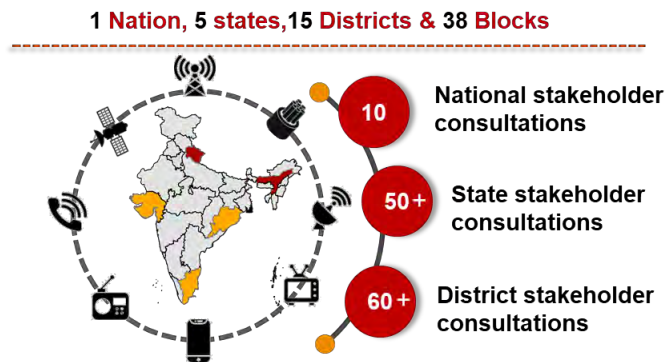 1 Nation, 5 states,15 Districts & 38 Blocks
10
National stakeholder
consultations
50+
State stakeholder
consultations
60+
District stakeholder
consultations